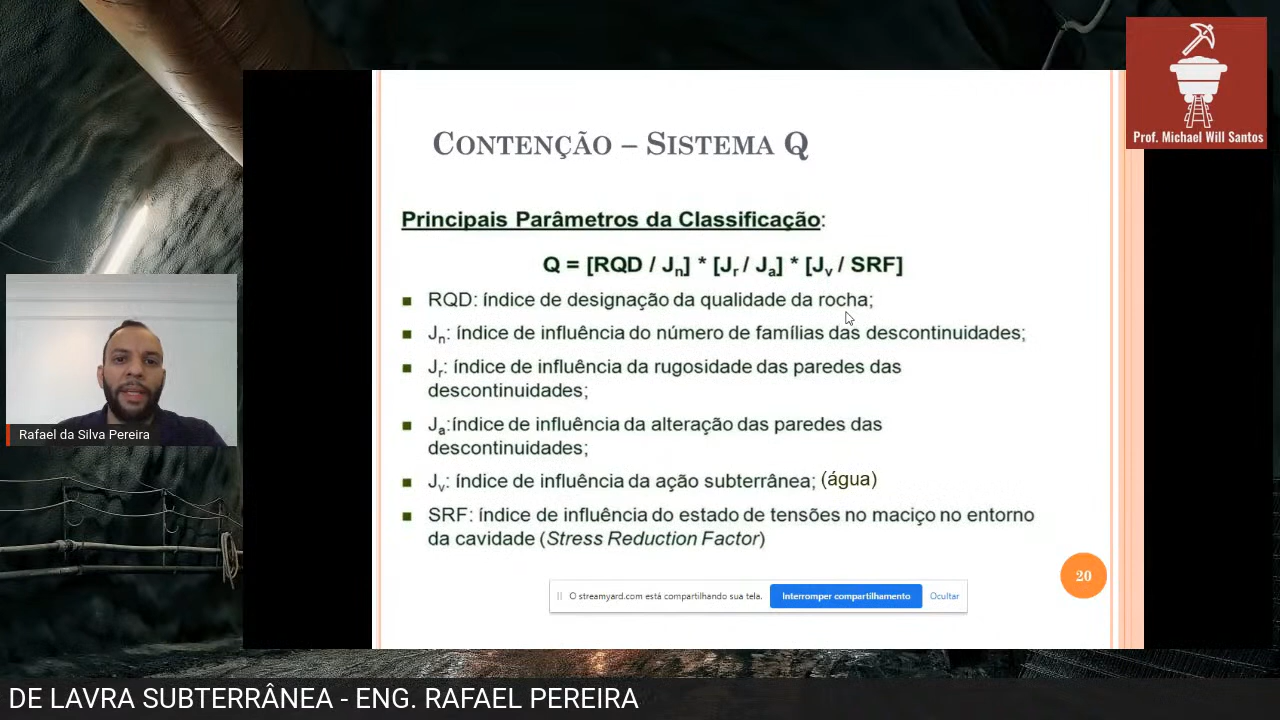 Prof. Michael Will Santos
CONTENÇÃO – SISTEMA Q
Principais Parâmetros da Classificação:
Q = [RQD / Jn] * [Jr / Ja] * [Jv / SRF]
RQD: índice de designação da qualidade da rocha;
Jn: índice de influência do número de famílias das descontinuidades;
Jr: índice de influência da rugosidade das paredes das
descontinuidades;
Ja:índice de influência da alteração das paredes das
descontinuidades;
Jv: índice de influência da ação subterrânea; (água)
SRF: índice de influência do estado de tensões no maciço no entorno
da cavidade (Stress Reduction Factor)
20
O streamyard.com está compartilhando sua tela. Interromper compartilhamento Ocultar
Rafael da Silva Pereira
DE LAVRA SUBTERRÂNEA - ENG. RAFAEL PEREIRA